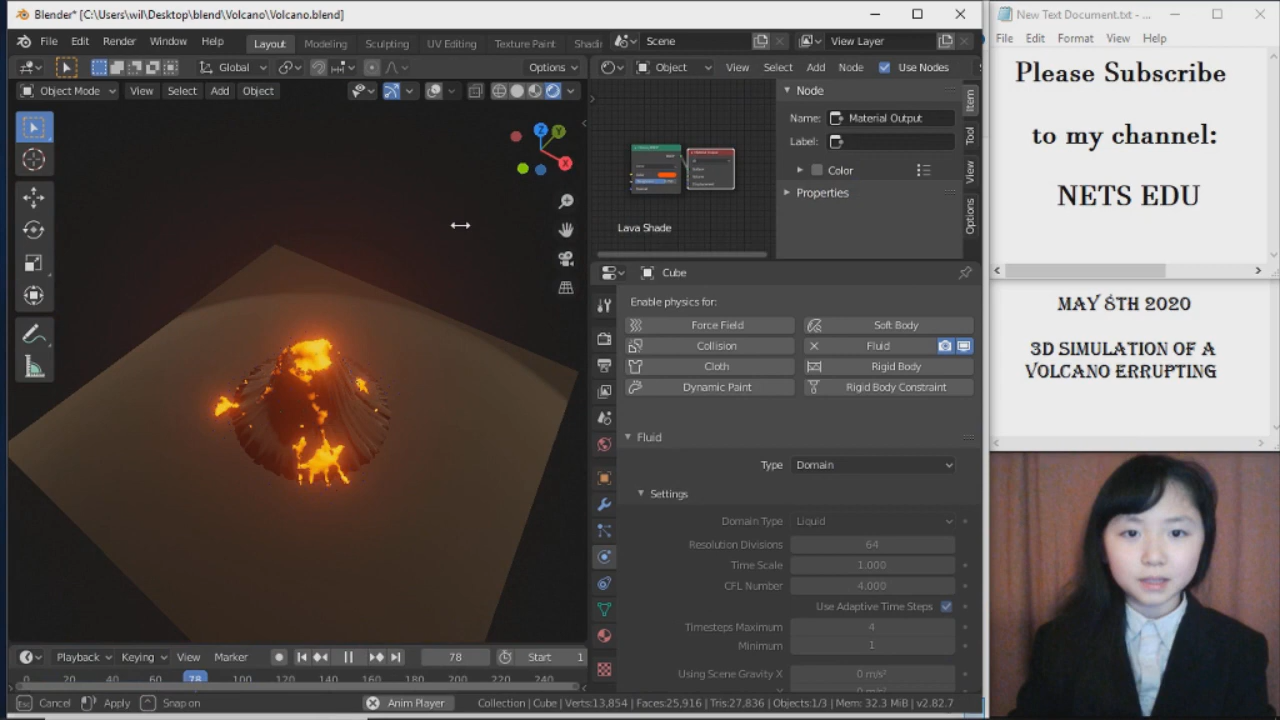 Blender* [C:\Users\wil\Desktop\blend\Volcano\Volcano.blend]
File Edit Render Window Help Layout Modeling Sculpting UV Editing Texture Paint Shadi Scene View Layer
Global Options
Object View Select Add Node Use Nodes
Object Mode View Select Add Object
Z Y X
Lava Shade
Node
Name: Material Output
Label:
Color
Properties
Item
Tool
View
Options
Cube
Enable physics for:
Force Field Soft Body
Collision Fluid
Cloth Rigid Body
Dynamic Paint Rigid Body Constraint
Fluid
Type Domain
Settings
Domain Type Liquid
Resolution Divisions 64
Time Scale 1.000
CFL Number 4.000
Use Adaptive Time Steps
Timesteps Maximum 4
Minimum 1
Using Scene Gravity X 0 m/s²
Playback Keying View Marker 78 Start 1
0 20 40 60 78 100 120 140 160 180 200 220 240
Esc Cancel Apply Snap on Anim Player Collection | Cube | Verts:13,854 | Faces:25,916 | Tris:27,836 | Objects:1/3 | Mem: 32.3 MiB | v2.82.7
New Text Document.txt - ...
File Edit Format View Help
Please Subscribe
to my channel:
NETS EDU
MAY 8TH 2020
3D SIMULATION OF A
VOLCANO ERRUPTING